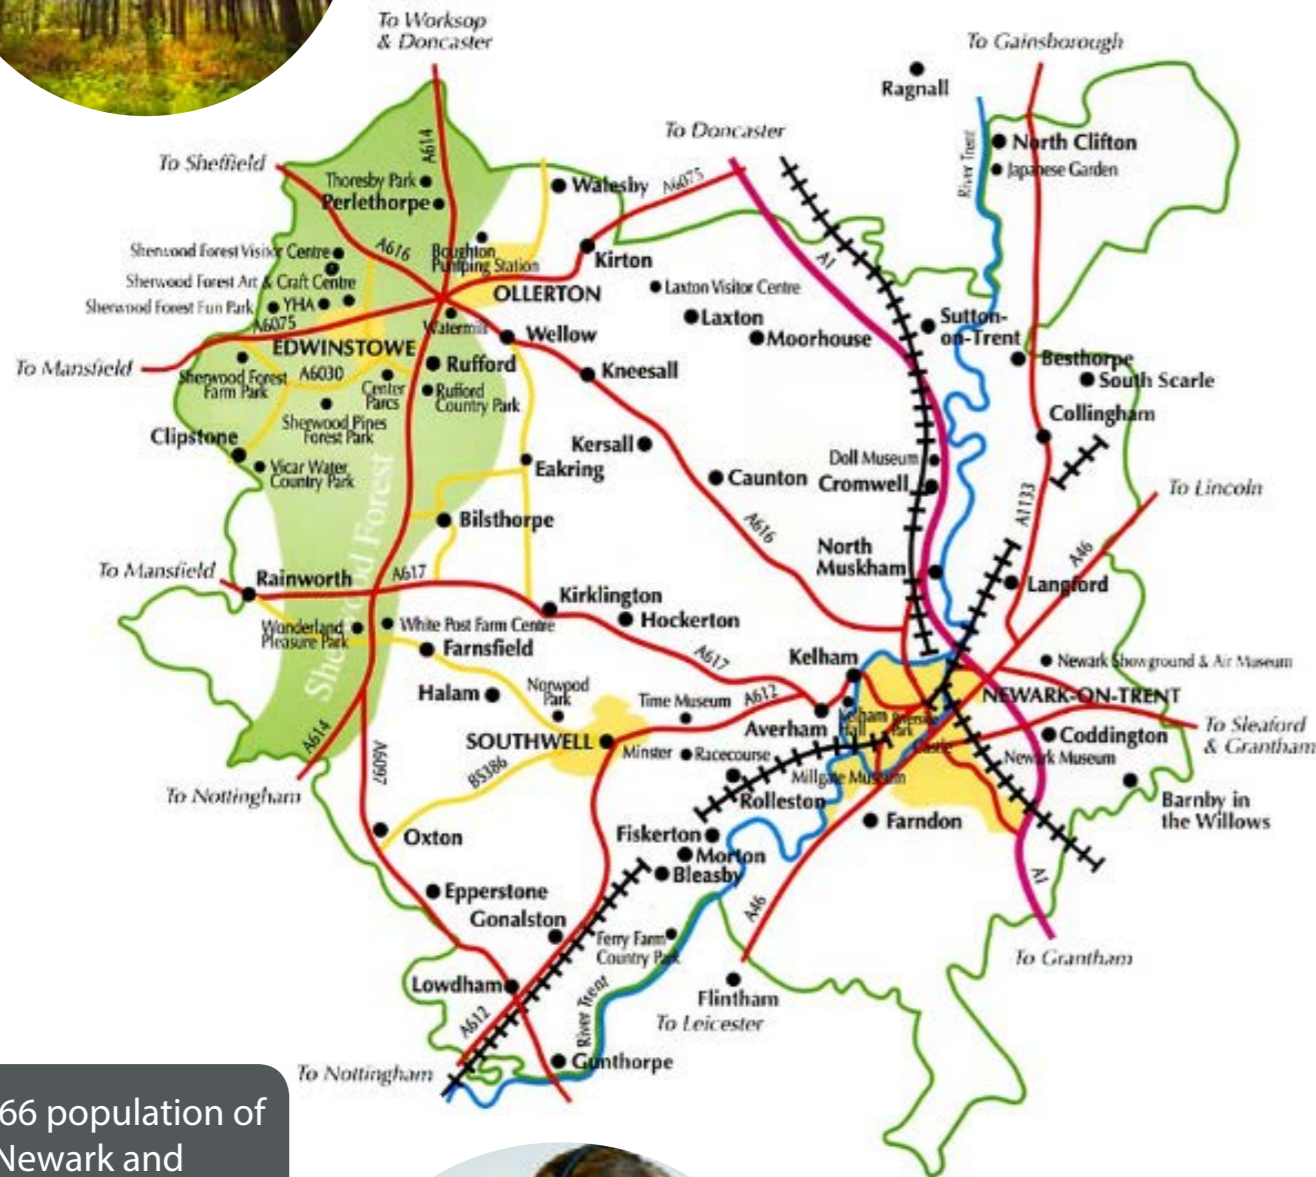 To Worksop
& Doncaster
To Gainsborough
Ragnall
To Doncaster
A614
River Trent
North Clifton
Japanese Garden
To Sheffield
Thoresby Park
Perlethorpe
Walesby
A6075
Sherwood Forest Visitor Centre
A616
Boughton
Pumping Station
Kirton
A1
Sherwood Forest Art & Craft Centre
Laxton Visitor Centre
Sherwood Forest Fun Park
YHA
OLLERTON
A6075
Watermill
Wellow
Laxton
Moorhouse
Sutton-
on-Trent
EDWINSTOWE
To Mansfield
Sherwood Forest
Farm Park
A6030
Center
Parcs
Rufford
Rufford
Country Park
Kneesall
Besthorpe
South Scarle
Sherwood Pines
Forest Park
Collingham
Clipstone
Vicar Water
Country Park
Kersall
Eakring
Caunton
Doll Museum
Cromwell
To Lincoln
A1133
Sherwood Forest
Bilsthorpe
A616
A46
North
Muskham
To Mansfield
Rainworth
A617
Langford
Kirklington
Hockerton
Wonderland
Pleasure Park
White Post Farm Centre
Farnsfield
A617
Kelham
Newark Showground & Air Museum
Halam
Norwood
Park
Time Museum
A612
NEWARK-ON-TRENT
Averham
Kelham
Hall
Riverside
Park
Castle
To Sleaford
& Grantham
A614
A6097
SOUTHWELL
Minster
Racecourse
Coddington
Newark Museum
B5386
Millgate Museum
To Nottingham
Rolleston
Barnby in
the Willows
Oxton
Fiskerton
Farndon
Morton
Bleasby
A1
Epperstone
Gonalston
A46
Ferry Farm
Country Park
To Grantham
Lowdham
Flintham
River Trent
To Leicester
A612
To Nottingham
Gunthorpe
66 population of
Newark and